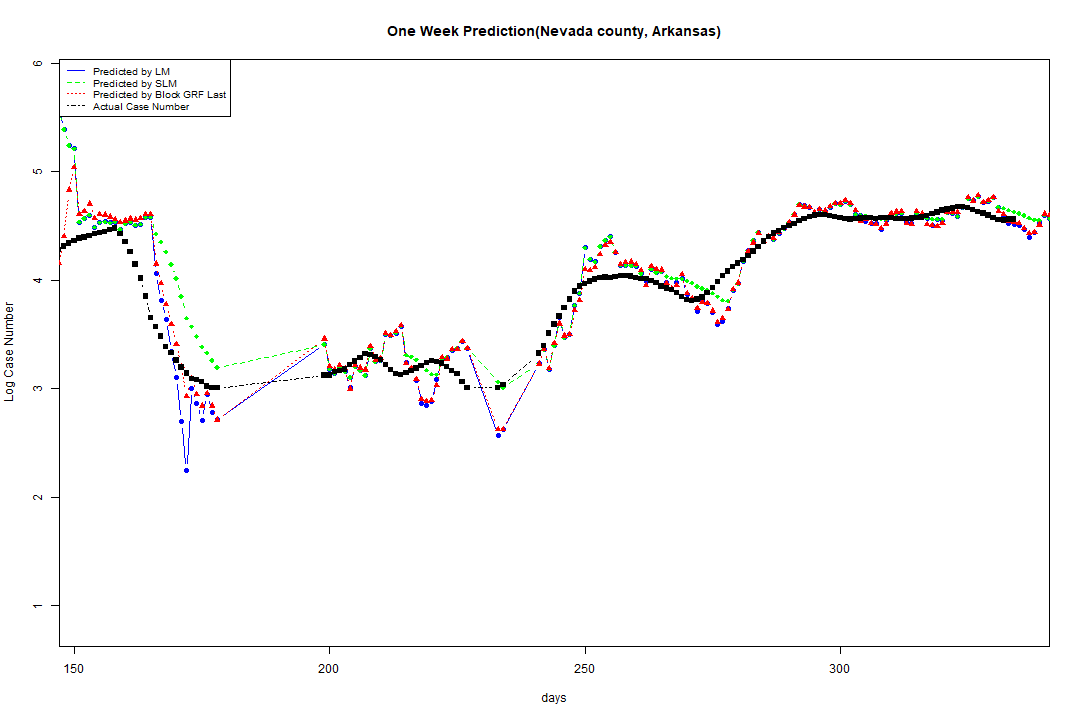 One Week Prediction(Nevada county, Arkansas)
Predicted by LM
Predicted by SLM
Predicted by Block GRF Last
Actual Case Number
6
5
4
3
2
1
Log Case Number
150
200
250
300
days